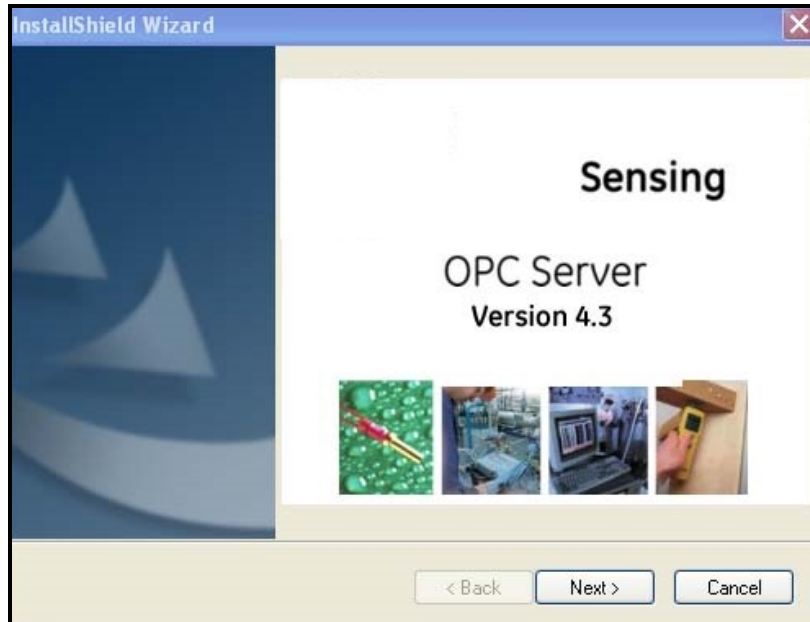 InstallShield Wizard
Sensing
OPC Server
Version 4.3
< Back
Next >
Cancel